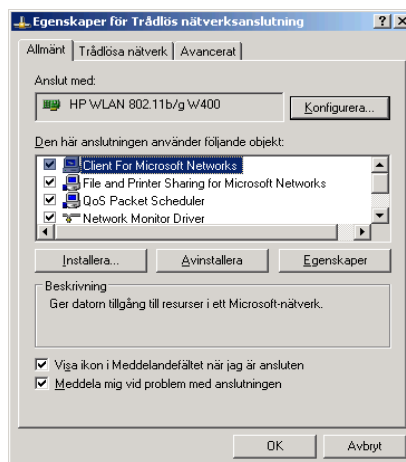 Egenskaper för Trådlös nätverksanslutning
Allmänt Trådlösa nätverk Avancerat
Anslut med:
HP WLAN 802.11b/g W400
Konfigurera...
Den här anslutningen använder följande objekt:
Client For Microsoft Networks
File and Printer Sharing for Microsoft Networks
QoS Packet Scheduler
Network Monitor Driver
Installera... Avinstallera Egenskaper
Beskrivning
Ger datorn tillgång till resurser i ett Microsoft-nätverk.
Visa ikon i Meddelandefältet när jag är ansluten
Meddela mig vid problem med anslutningen
OK Avbryt